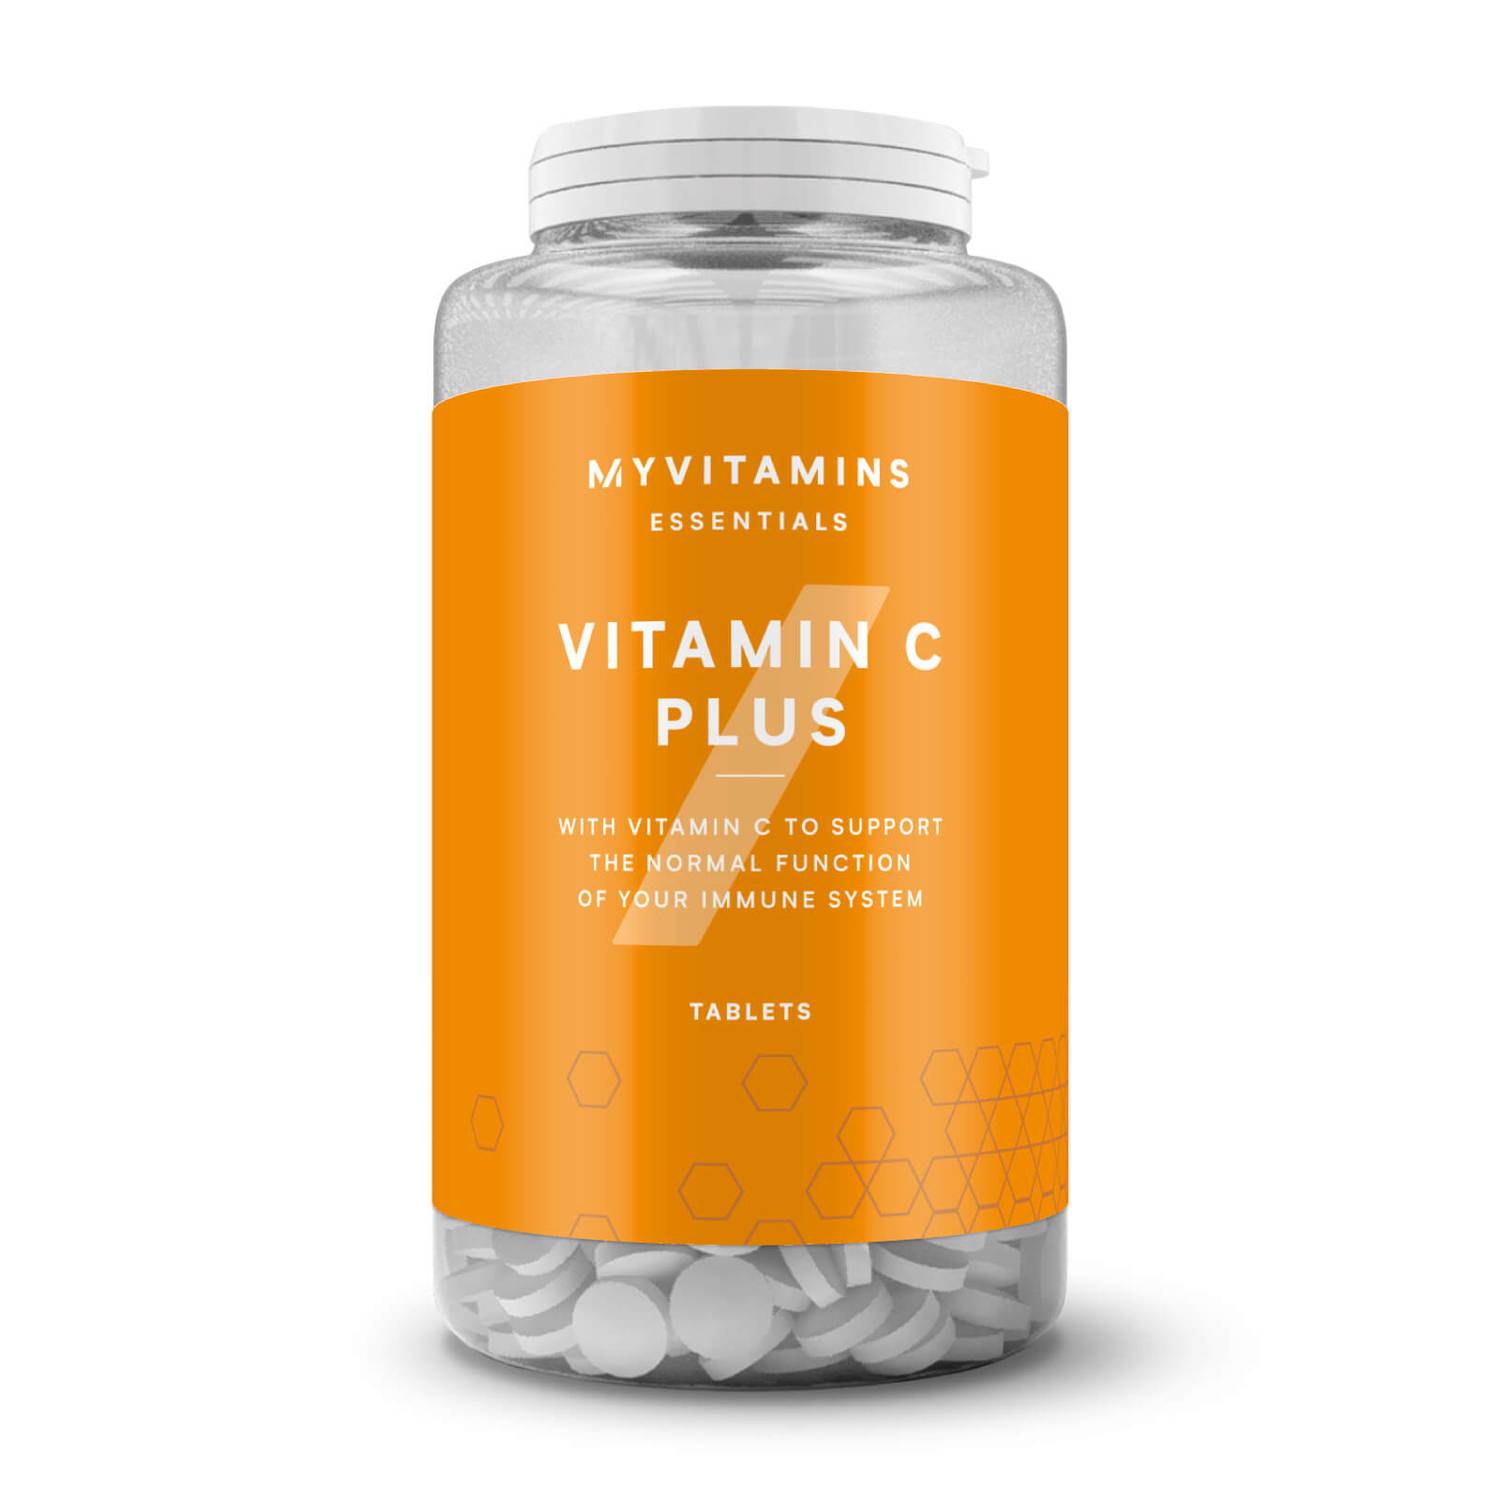 MYVITAMINS
ESSENTIALS
VITAMIN C
PLUS
WITH VITAMIN C TO SUPPORT
THE NORMAL FUNCTION
OF YOUR IMMUNE SYSTEM
TABLETS